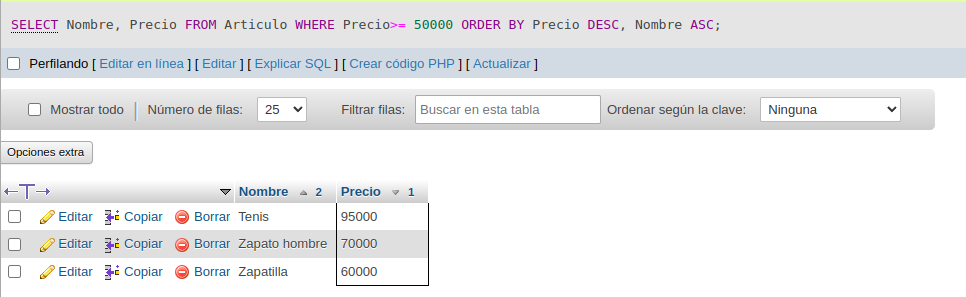 SELECT Nombre, Precio FROM Articulo WHERE Precio>= 50000 ORDER BY Precio DESC, Nombre ASC;
Perfilando [ Editar en línea ] [ Editar ] [ Explicar SQL ] [ Crear código PHP ] [ Actualizar ]
Mostrar todo Número de filas: 25 Filtrar filas: Buscar en esta tabla Ordenar según la clave: Ninguna
Opciones extra
Nombre 2 Precio 1
Editar Copiar Borrar Tenis 95000
Editar Copiar Borrar Zapato hombre 70000
Editar Copiar Borrar Zapatilla 60000